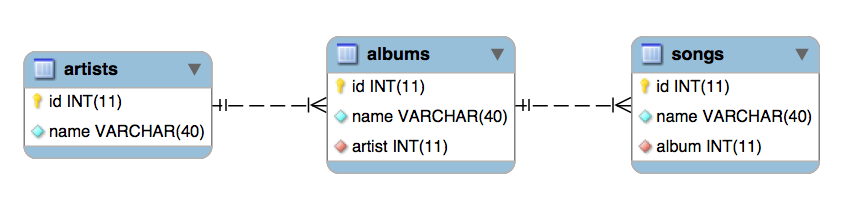 artists
id INT(11)
name VARCHAR(40)
albums
id INT(11)
name VARCHAR(40)
artist INT(11)
songs
id INT(11)
name VARCHAR(40)
album INT(11)